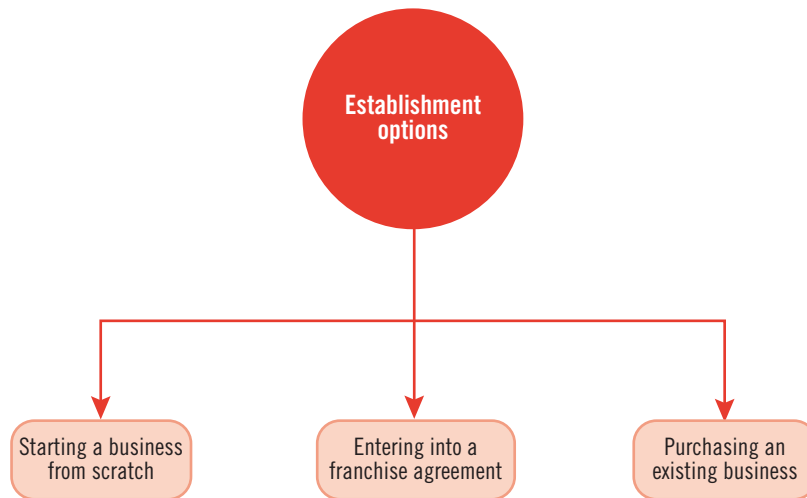 Establishment
options
Starting a business
from scratch
Entering into a
franchise agreement
Purchasing an
existing business